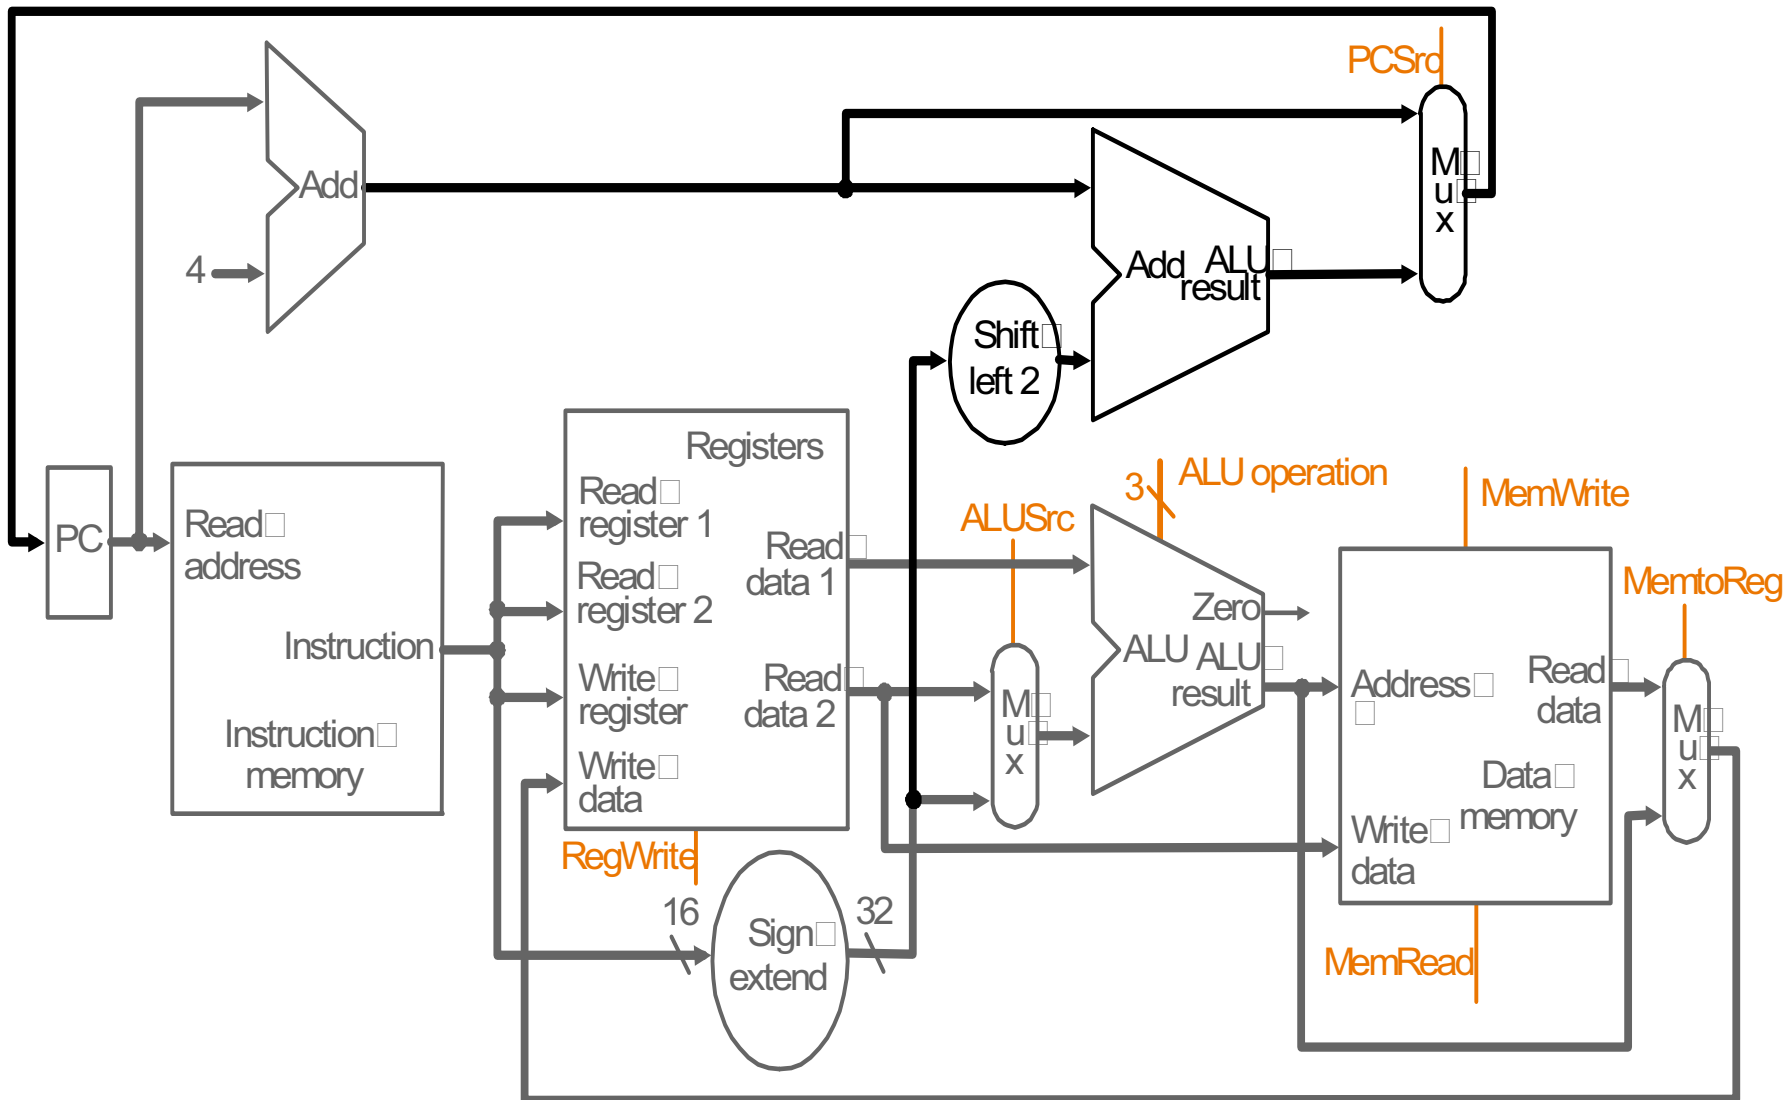 PCSrc
M
u
x
Add
4
Add
ALU
result
Shift
left 2
Registers
Read
register 1
Read
register 2
Write
register
Write
data
Read
data 1
Read
data 2
PC
Read
address
Instruction
Instruction
memory
RegWrite
16
Sign
extend
32
ALUSrc
M
u
x
3
ALU operation
Zero
ALU
ALU
result
MemWrite
Address
Read
data
Data
memory
Write
data
MemRead
MemtoReg
M
u
x